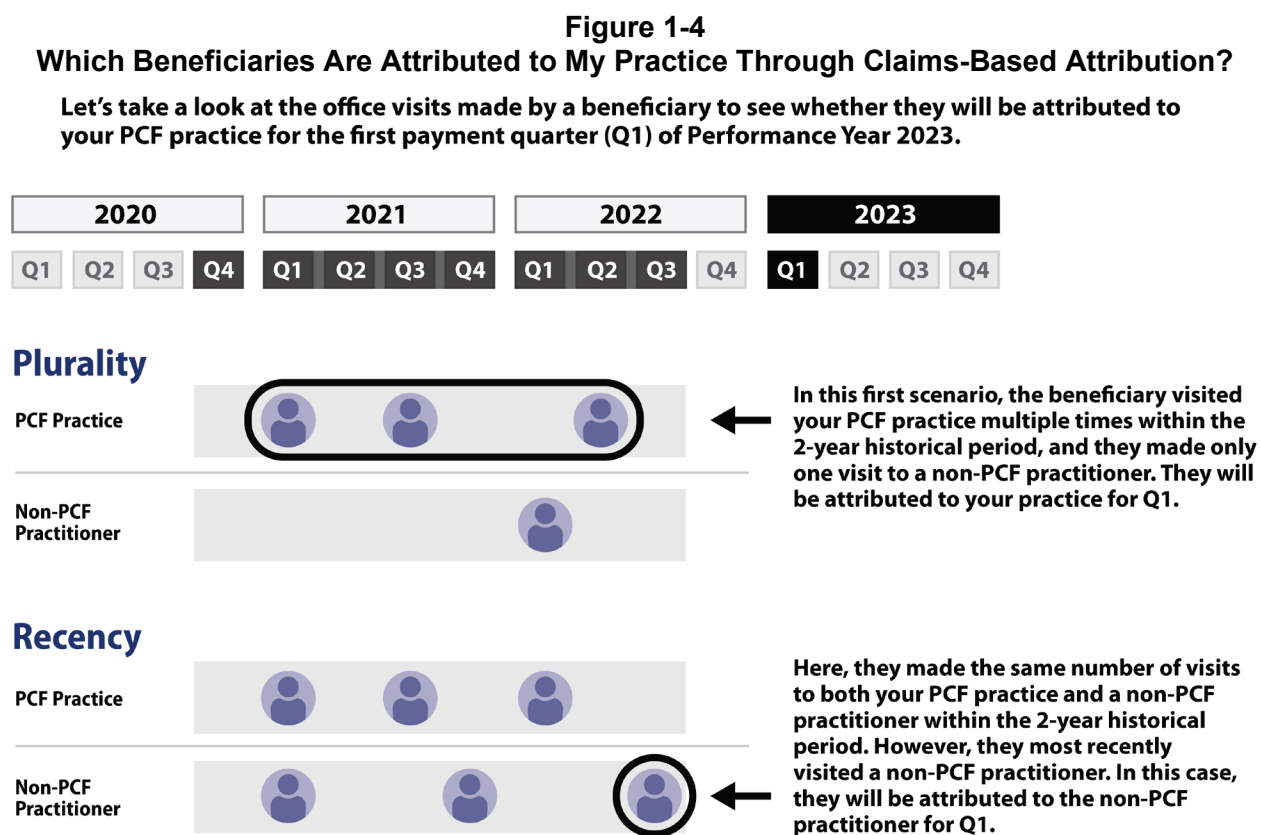 Figure 1-4
Which Beneficiaries Are Attributed to My Practice Through Claims-Based Attribution?
Let's take a look at the office visits made by a beneficiary to see whether they will be attributed to
your PCF practice for the first payment quarter (Q1) of Performance Year 2023.
2020 2021 2022 2023
Q1 Q2 Q3 Q4 Q1 Q2 Q3 Q4 Q1 Q2 Q3 Q4 Q1 Q2 Q3 Q4
Plurality
PCF Practice
Non-PCF
Practitioner
In this first scenario, the beneficiary visited
your PCF practice multiple times within the
2-year historical period, and they made only
one visit to a non-PCF practitioner. They will
be attributed to your practice for Q1.
Recency
PCF Practice
Non-PCF
Practitioner
Here, they made the same number of visits
to both your PCF practice and a non-PCF
practitioner within the 2-year historical
period. However, they most recently
visited a non-PCF practitioner. In this case,
they will be attributed to the non-PCF
practitioner for Q1.